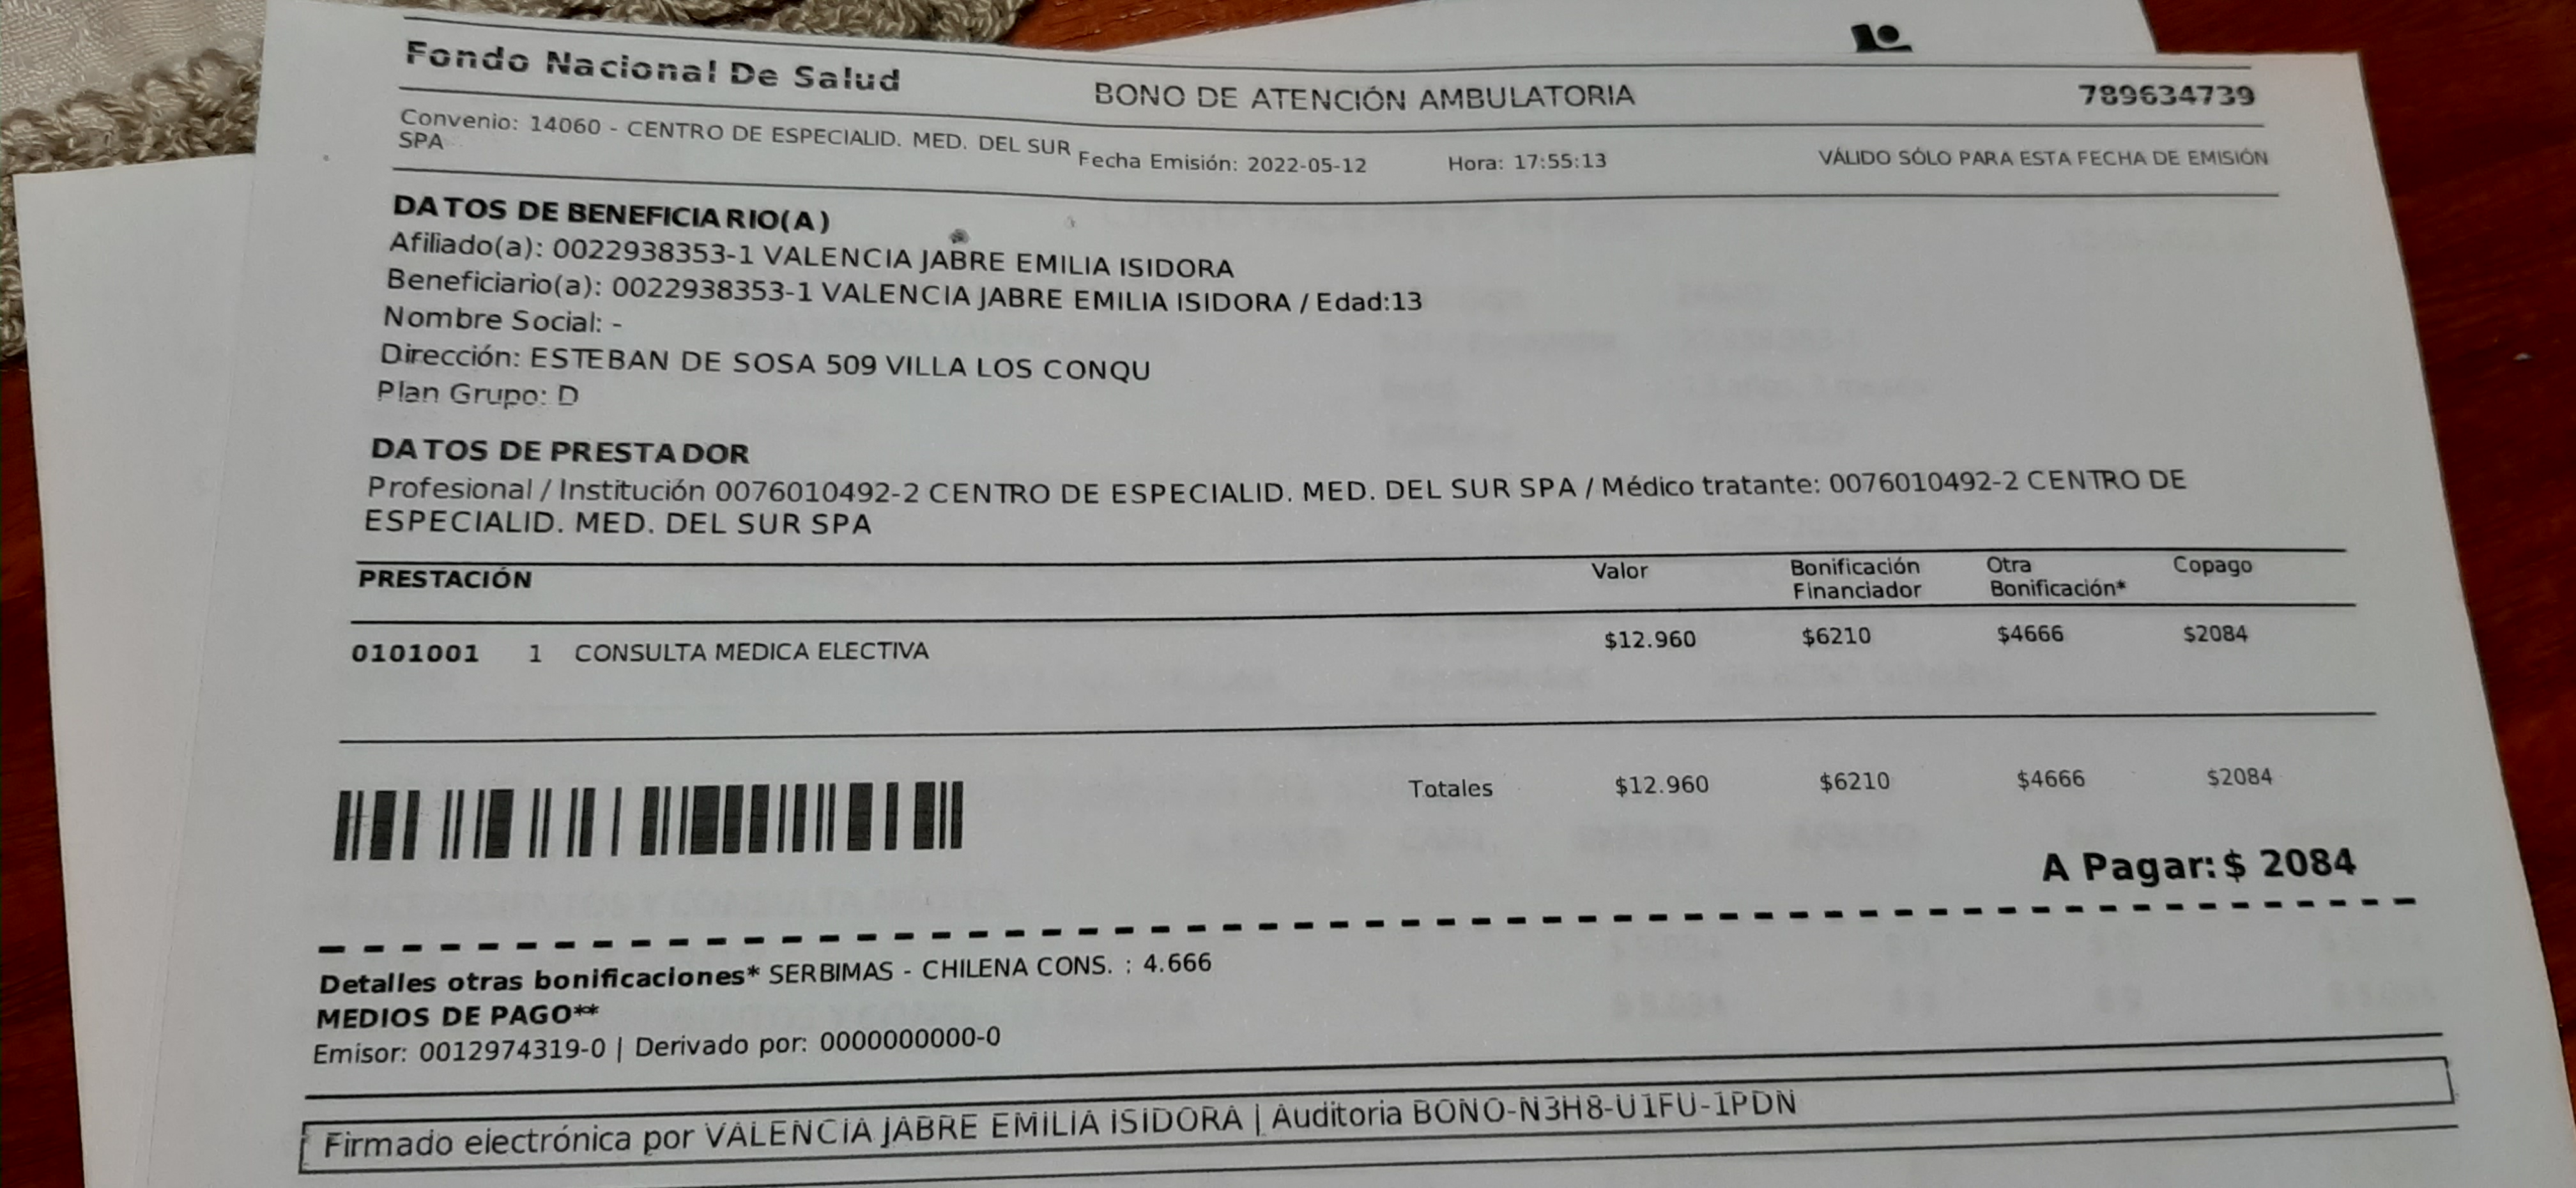 Fondo Nacional De Salud
BONO DE ATENCIÓN AMBULATORIA
789634739
Convenio: 14060 - CENTRO DE ESPECIALID. MED. DEL SUR
SPA
Fecha Emisión: 2022-05-12
Hora: 17:55:13
VÁLIDO SÓLO PARA ESTA FECHA DE EMISIÓN
DATOS DE BENEFICIARIO(A)
Afiliado(a): 0022938353-1 VALENCIA JABRE EMILIA ISIDORA
Beneficiario(a): 0022938353-1 VALENCIA JABRE EMILIA ISIDORA / Edad:13
Nombre Social: -
Dirección: ESTEBAN DE SOSA 509 VILLA LOS CONQU
Plan Grupo: D
DATOS DE PRESTADOR
Profesional / Institución 0076010492-2 CENTRO DE ESPECIALID. MED. DEL SUR SPA / Médico tratante: 0076010492-2 CENTRO DE
ESPECIALID. MED. DEL SUR SPA
PRESTACIÓN Valor Bonificación Financiador Otra Bonificación* Copago
0101001 1 CONSULTA MEDICA ELECTIVA $12.960 $6210 $4666 $2084
Totales $12.960 $6210 $4666 $2084
A Pagar: $ 2084
Detalles otras bonificaciones* SERBIMAS - CHILENA CONS. : 4.666
MEDIOS DE PAGO**
Emisor: 0012974319-0 | Derivado por: 0000000000-0
Firmado electrónica por VALENCIA JABRE EMILIA ISIDORA | Auditoria BONO-N3H8-U1FU-1PDN